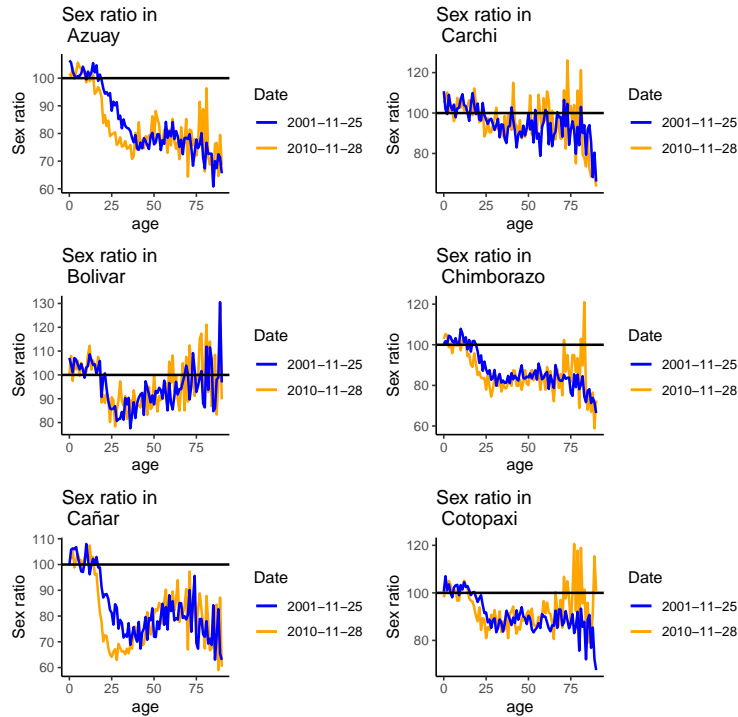 Sex ratio in
Azuay
100
90
80
70
60
0
25
50
75
age
Sex ratio
Date
2001−11−25
2010−11−28
Sex ratio in
Carchi
120
100
80
0
25
50
75
age
Sex ratio
Date
2001−11−25
2010−11−28
Sex ratio in
Bolivar
130
120
110
100
90
80
0
25
50
75
age
Sex ratio
Date
2001−11−25
2010−11−28
Sex ratio in
Chimborazo
120
100
80
60
0
25
50
75
age
Sex ratio
Date
2001−11−25
2010−11−28
Sex ratio in
Cañar
110
100
90
80
70
60
0
25
50
75
age
Sex ratio
Date
2001−11−25
2010−11−28
Sex ratio in
Cotopaxi
120
100
80
0
25
50
75
age
Sex ratio
Date
2001−11−25
2010−11−28